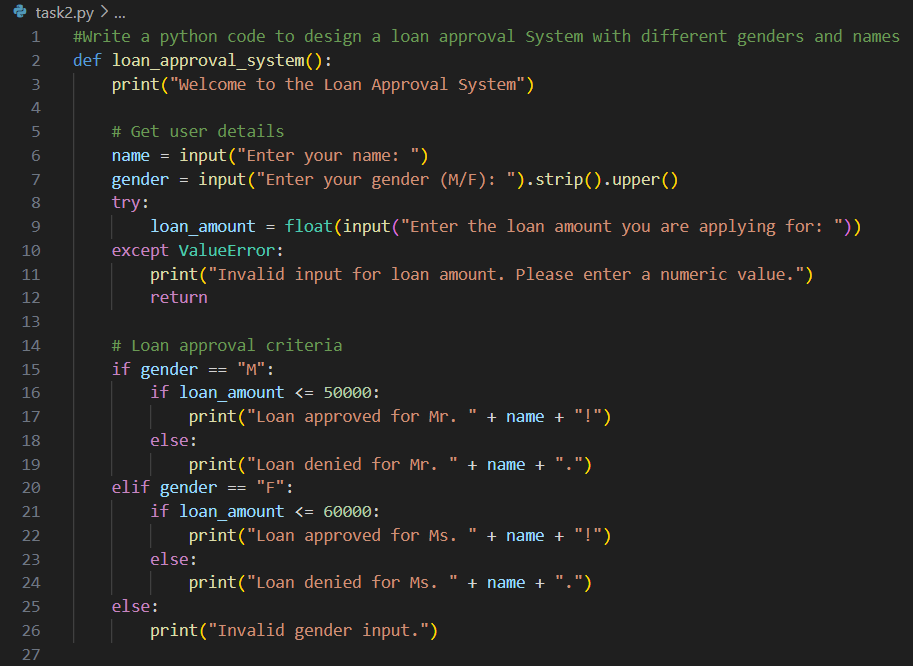 task2.py > ...
1 #Write a python code to design a loan approval System with different genders and names
2 def loan_approval_system():
3     print("Welcome to the Loan Approval System")
4
5     # Get user details
6     name = input("Enter your name: ")
7     gender = input("Enter your gender (M/F): ").strip().upper()
8     try:
9         loan_amount = float(input("Enter the loan amount you are applying for: "))
10     except ValueError:
11         print("Invalid input for loan amount. Please enter a numeric value.")
12         return
13
14     # Loan approval criteria
15     if gender == "M":
16         if loan_amount <= 50000:
17             print("Loan approved for Mr. " + name + "!")
18         else:
19             print("Loan denied for Mr. " + name + ".")
20     elif gender == "F":
21         if loan_amount <= 60000:
22             print("Loan approved for Ms. " + name + "!")
23         else:
24             print("Loan denied for Ms. " + name + ".")
25     else:
26         print("Invalid gender input.")
27